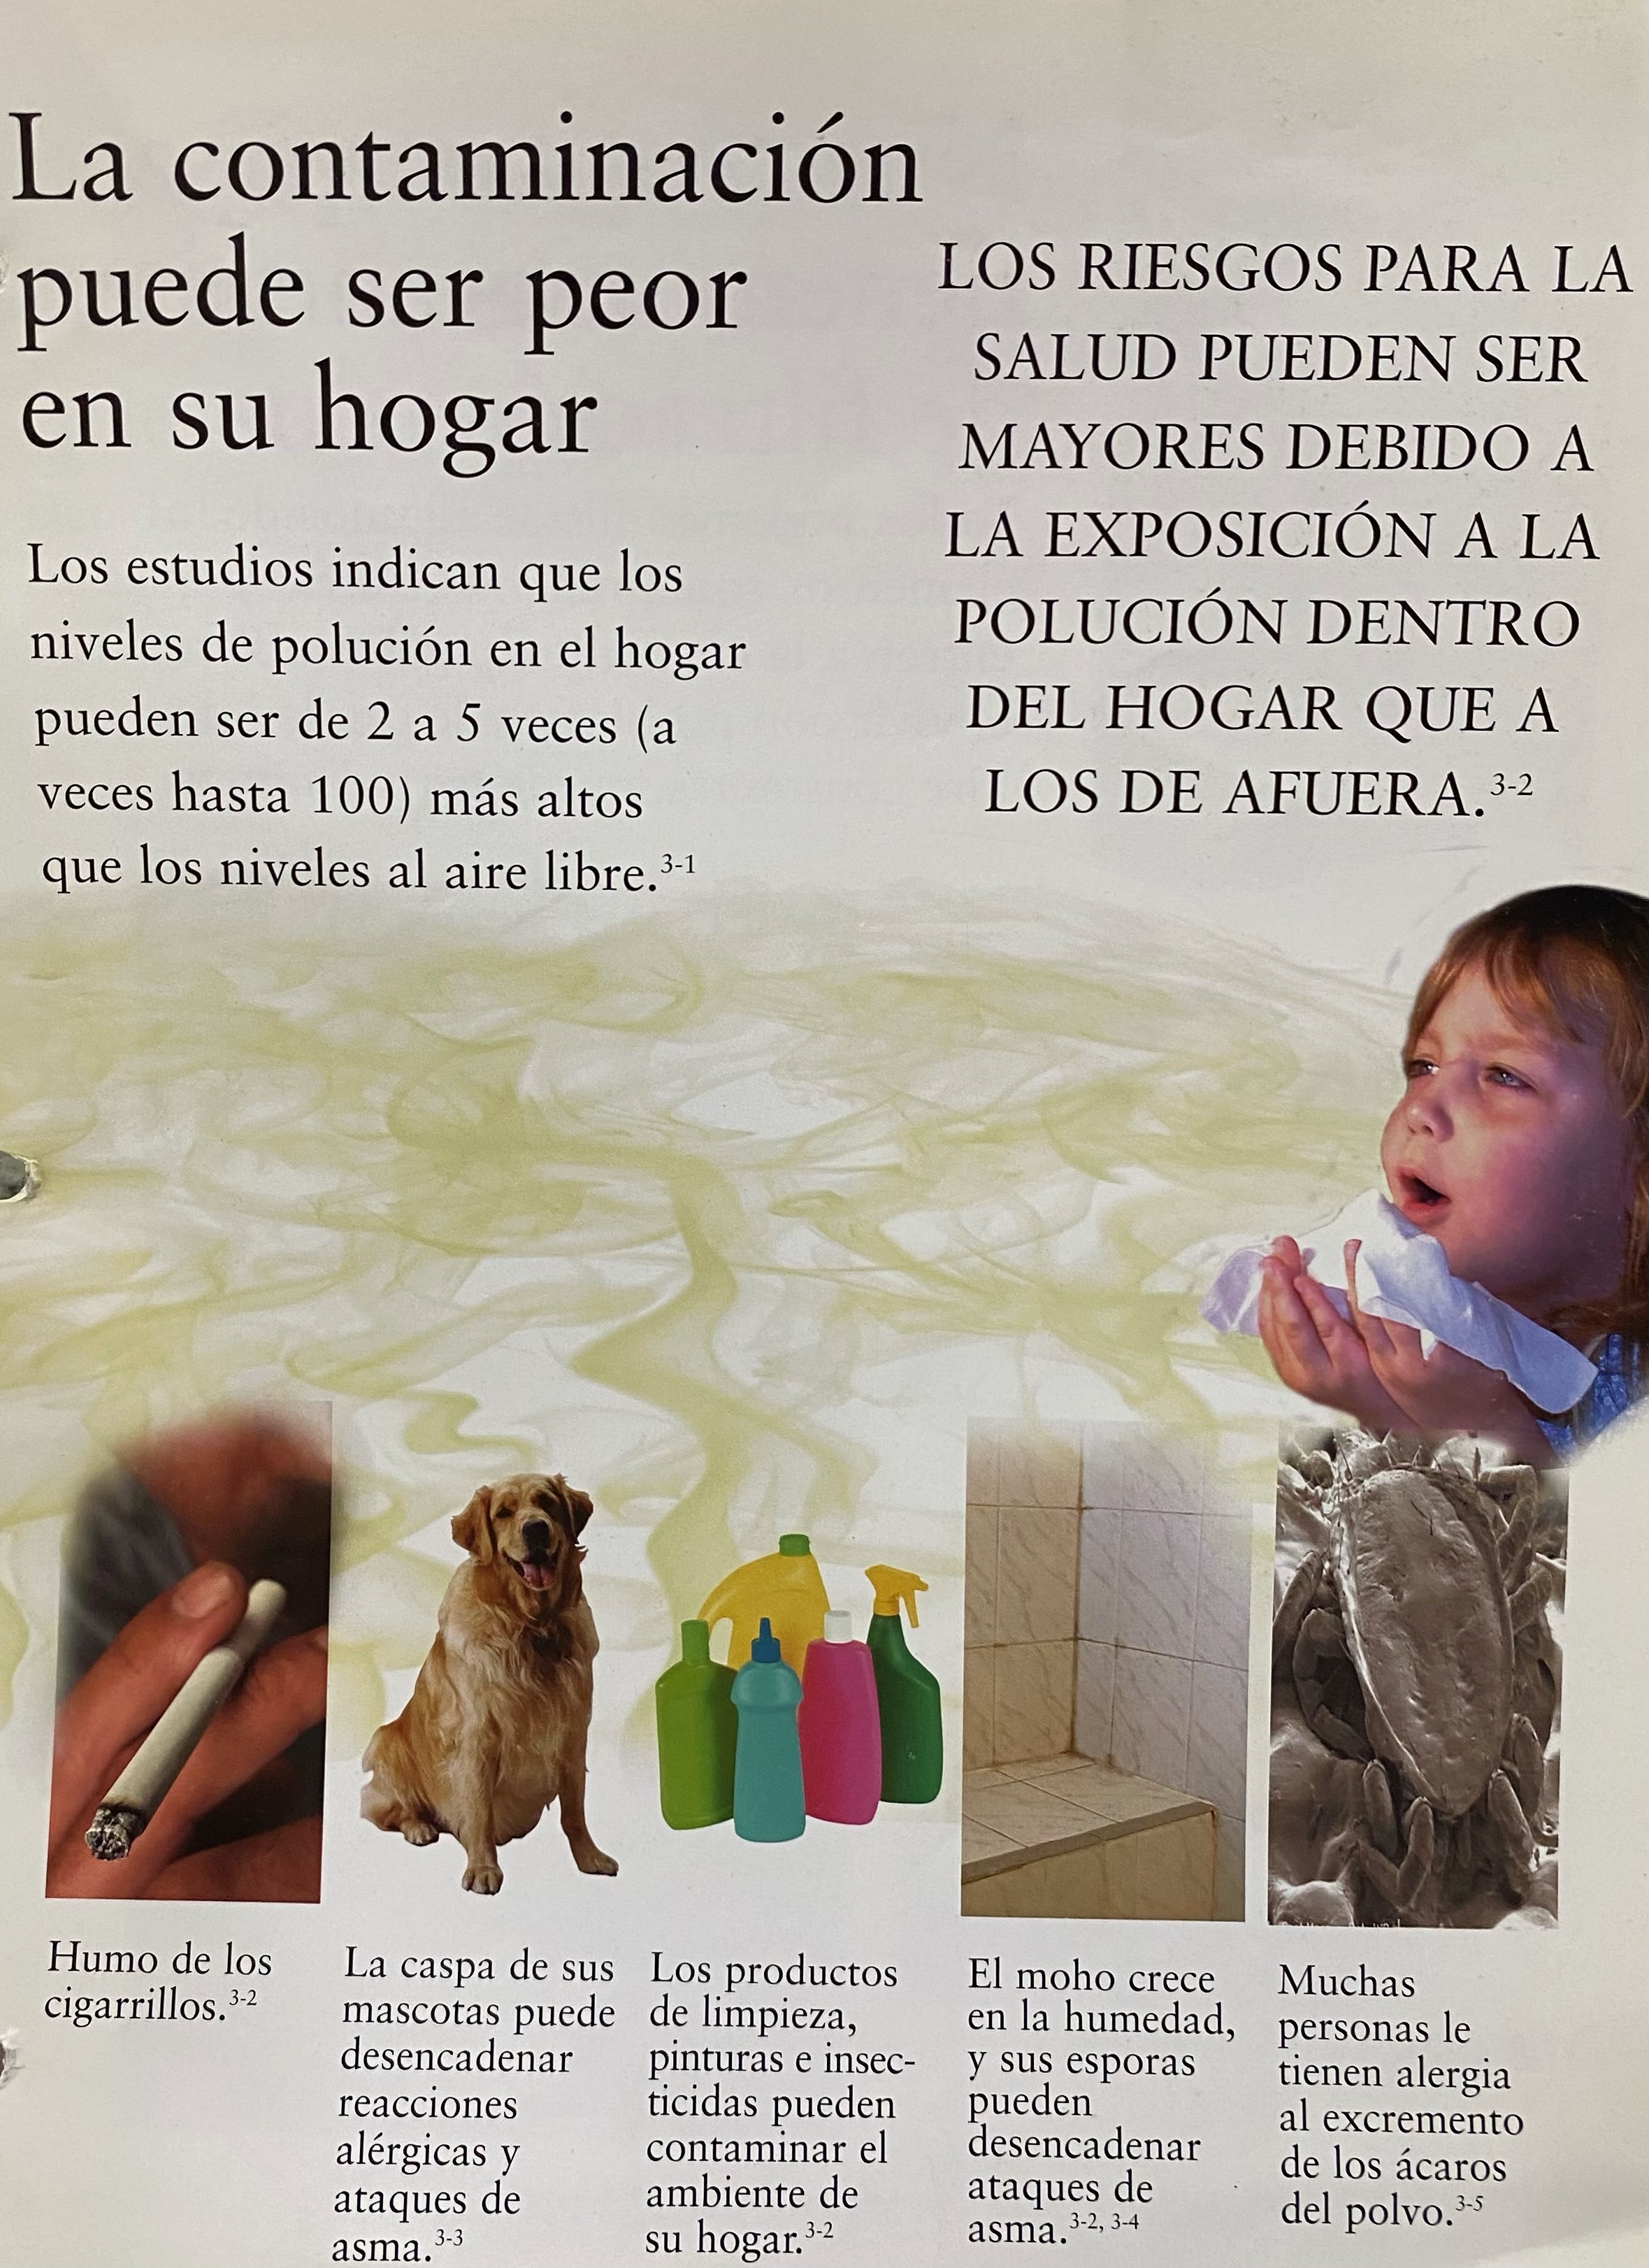 La contaminación
puede ser peor
en su hogar
Los estudios indican que los
niveles de polución en el hogar
pueden ser de 2 a 5 veces (a
veces hasta 100) más altos
que los niveles al aire libre.3-1
LOS RIESGOS PARA LA
SALUD PUEDEN SER
MAYORES DEBIDO A
LA EXPOSICIÓN A LA
POLUCIÓN DENTRO
DEL HOGAR QUE A
LOS DE AFUERA.3-2
Humo de los
cigarrillos.3-2
La caspa de sus
mascotas puede
desencadenar
reacciones
alérgicas y
ataques de
asma.3-3
Los productos
de limpieza,
pinturas e insec-
ticidas pueden
contaminar el
ambiente de
su hogar.3-2
El moho crece
en la humedad,
y sus esporas
pueden
desencadenar
ataques de
asma.3-2, 3-4
Muchas
personas le
tienen alergia
al excremento
de los ácaros
del polvo.3-5